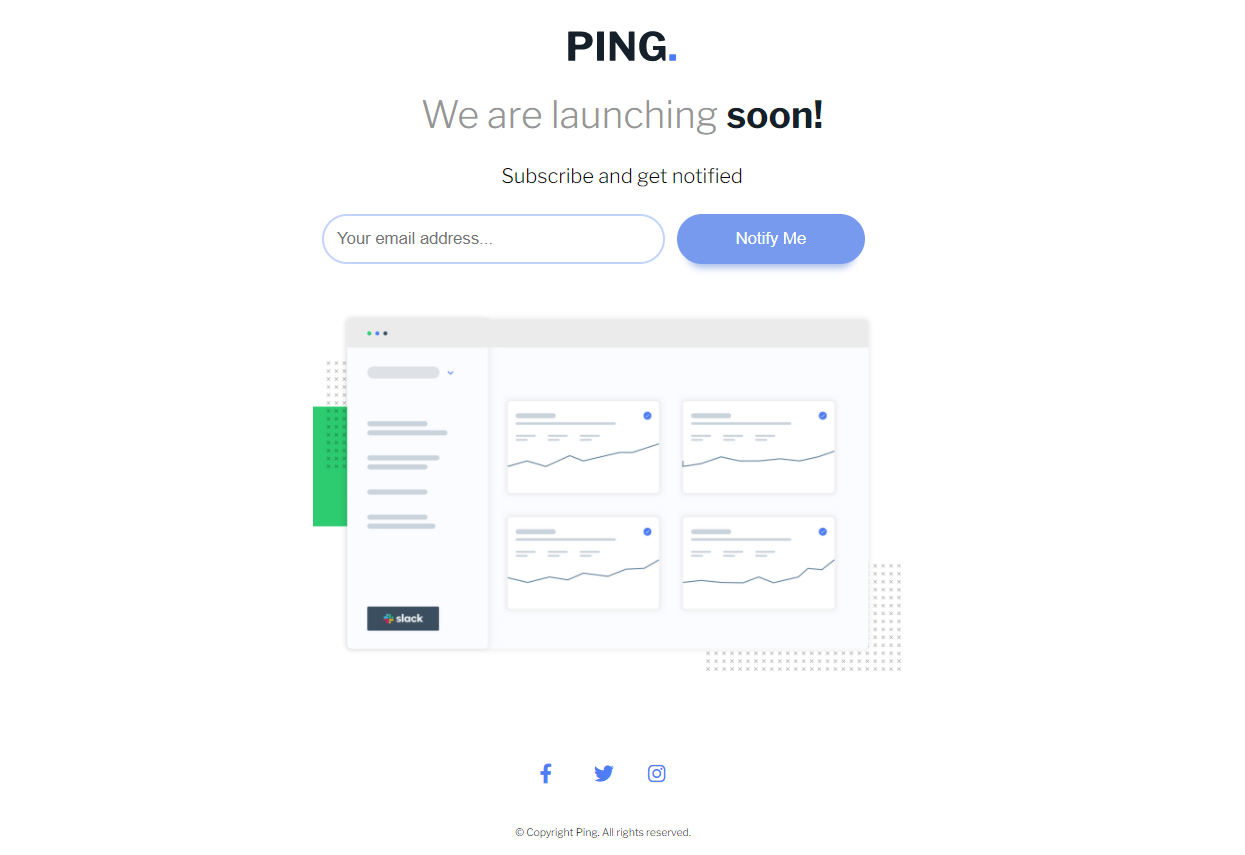 PING.
We are launching soon!
Subscribe and get notified
Your email address...
Notify Me
slack
© Copyright Ping. All rights reserved.